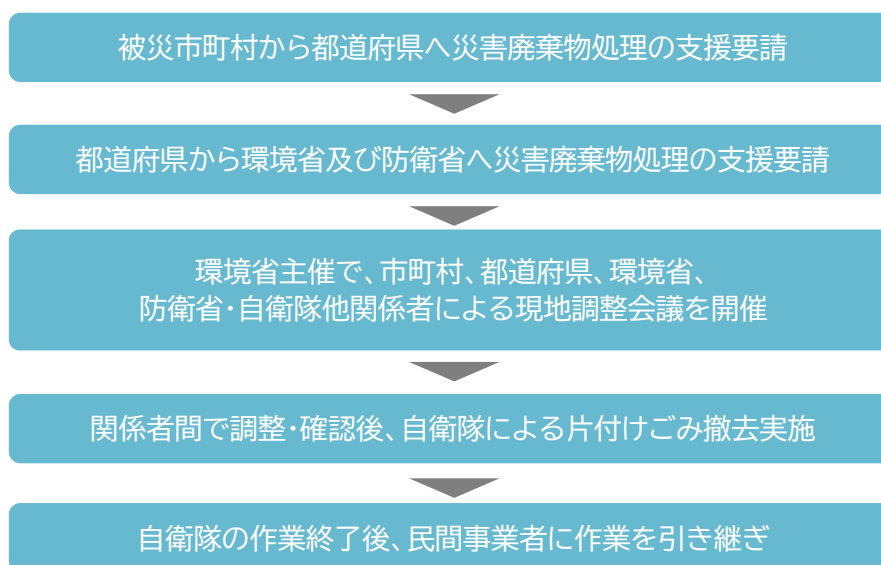 被災市町村から都道府県へ災害廃棄物処理の支援要請
都道府県から環境省及び防衛省へ災害廃棄物処理の支援要請
環境省主催で、市町村、都道府県、環境省、
防衛省・自衛隊他関係者による現地調整会議を開催
関係者間で調整・確認後、自衛隊による片付けごみ撤去実施
自衛隊の作業終了後、民間事業者に作業を引き継ぎ